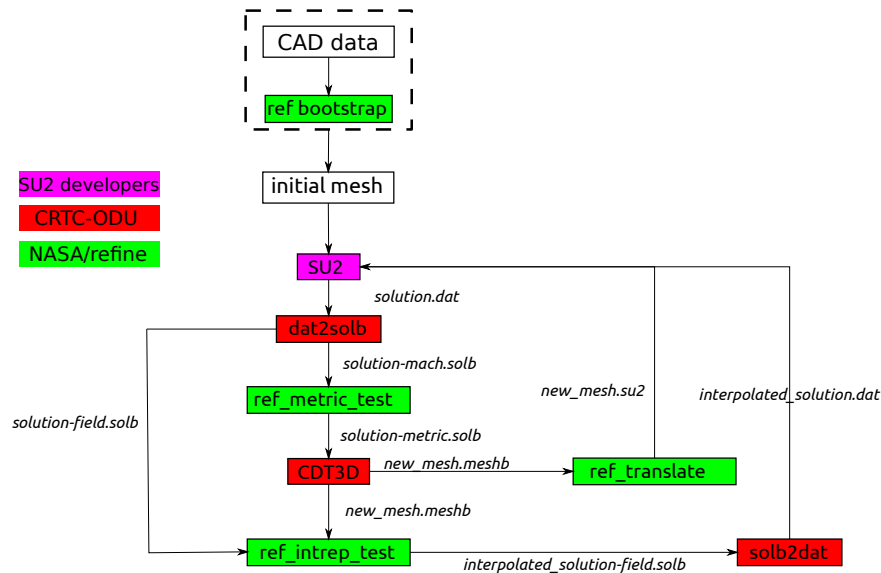 CAD data
ref bootstrap
initial mesh
SU2 developers
CRTC-ODU
NASA/refine
SU2
solution.dat
dat2solb
solution-mach.solb
ref_metric_test
new_mesh.su2
interpolated_solution.dat
solution-field.solb
solution-metric.solb
CDT3D
new_mesh.meshb
ref_translate
new_mesh.meshb
ref_intrep_test
interpolated_solution-field.solb
solb2dat